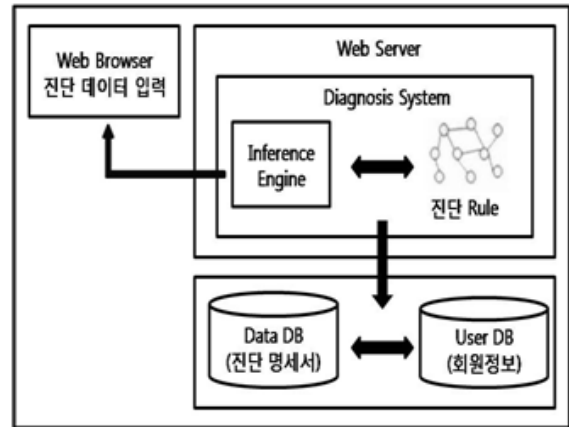 Web Browser
진단 데이터 입력
Web Server
Diagnosis System
Inference
Engine
진단 Rule
Data DB
(진단 명세서)
User DB
(회원정보)